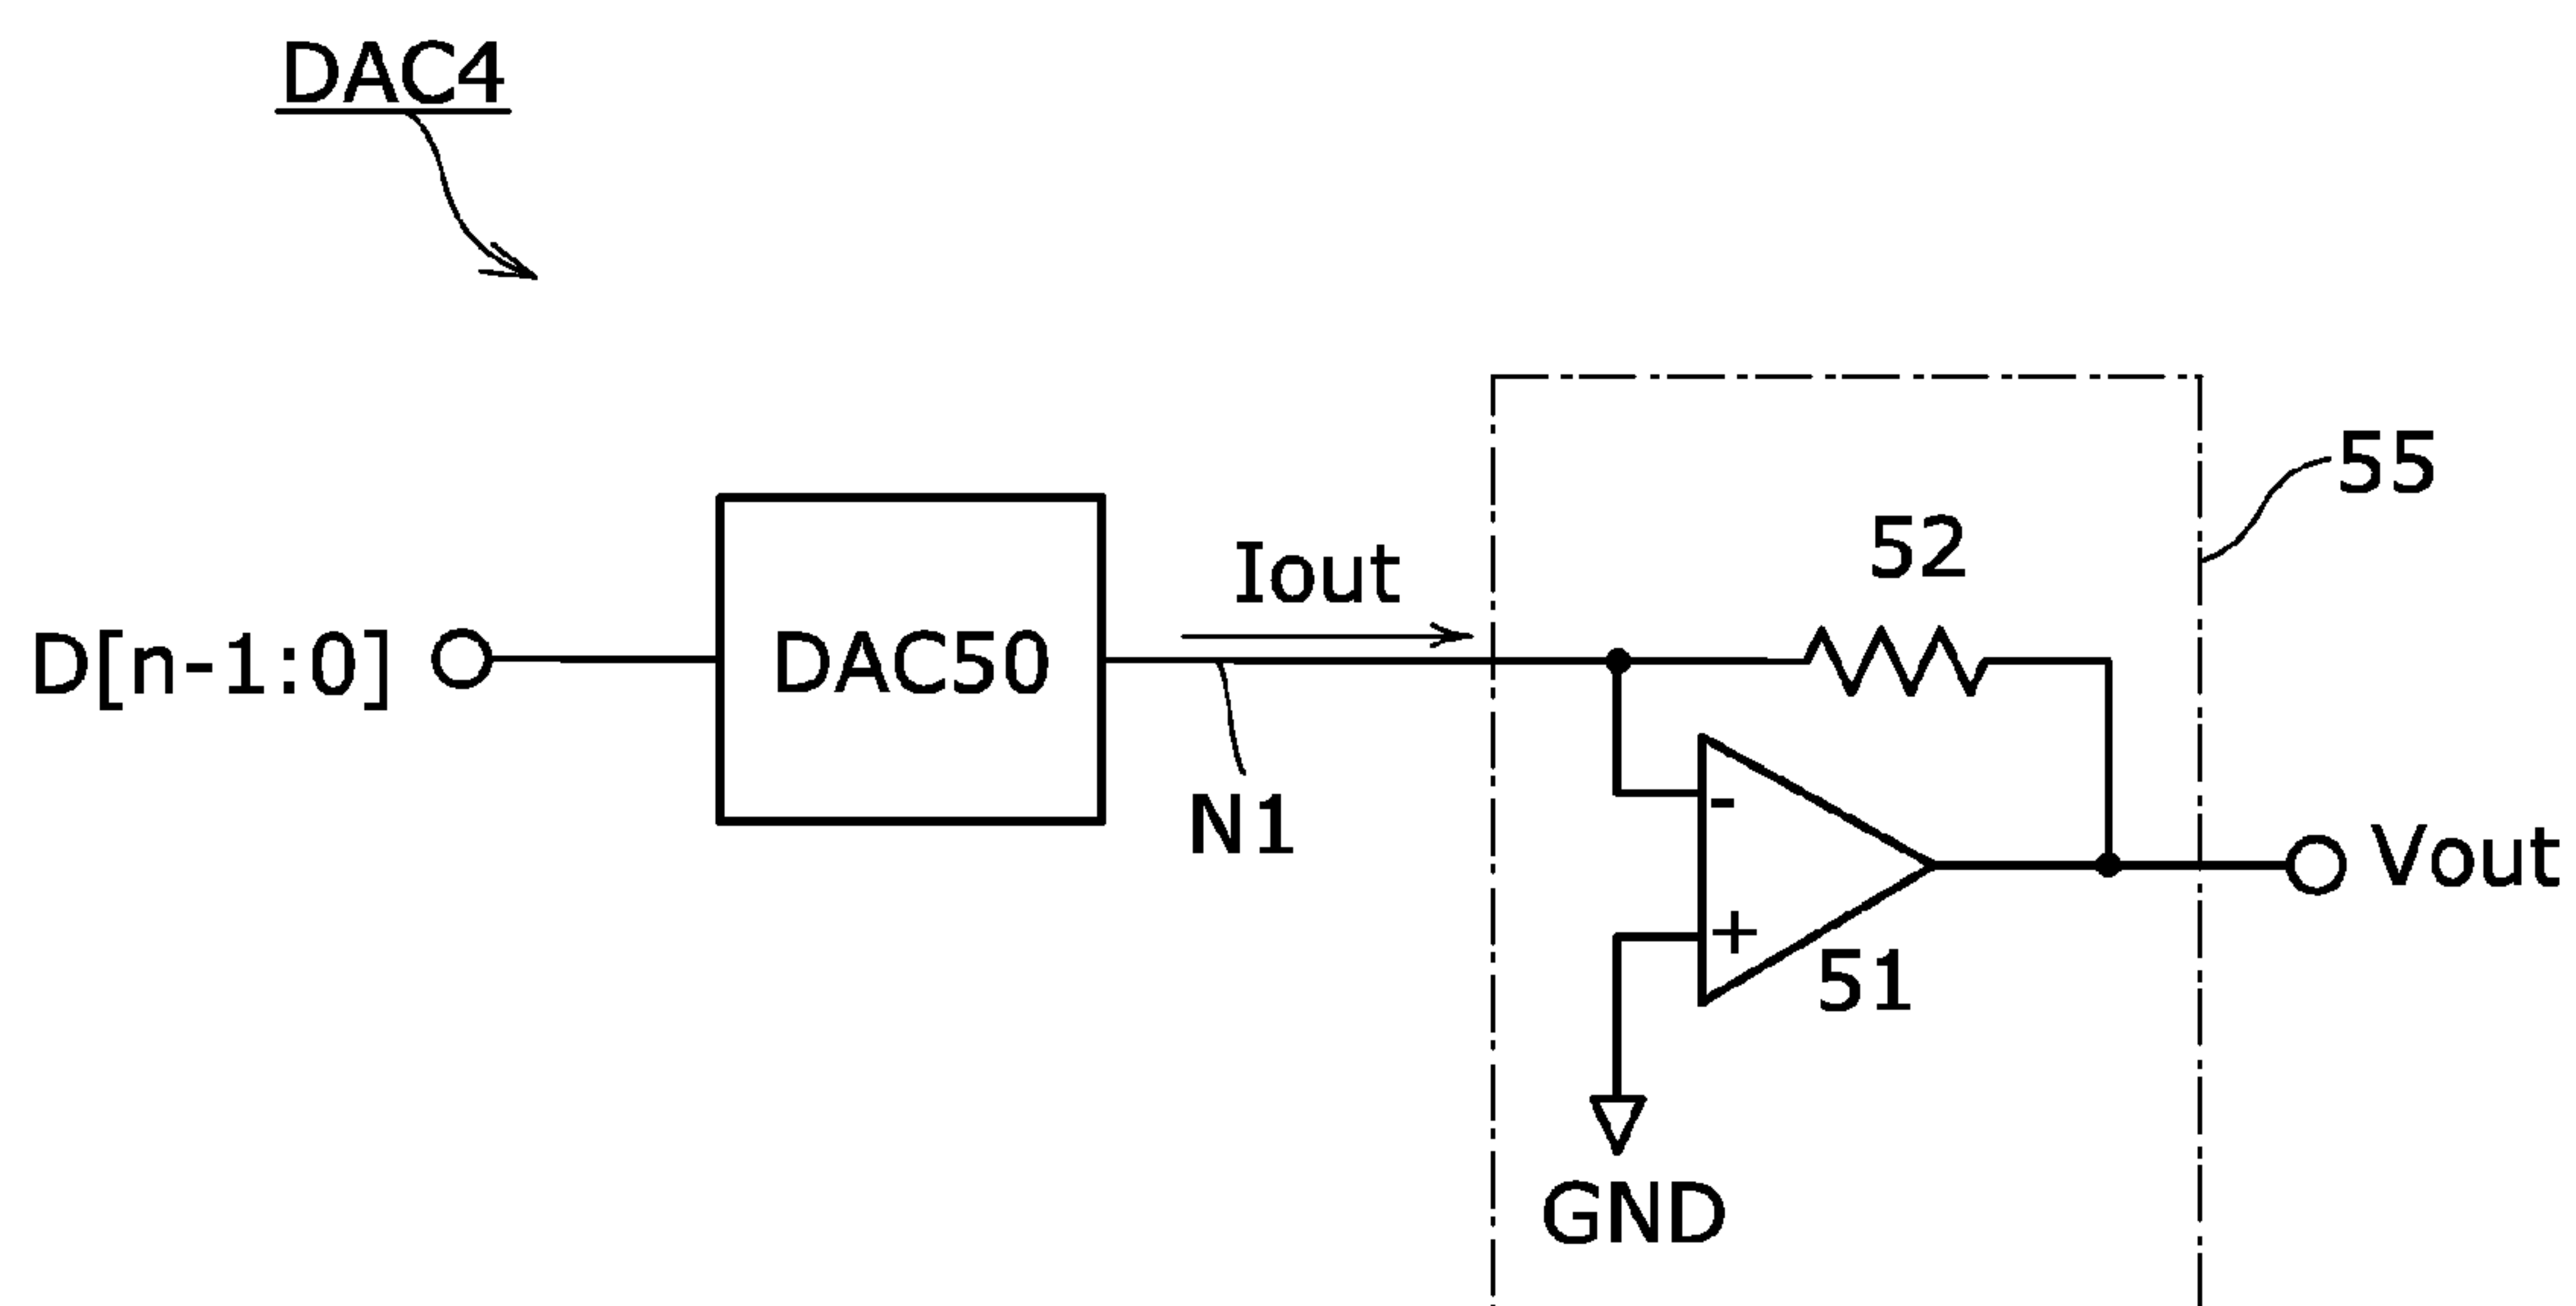 DAC4
55
52
Iout
D[n-1:0]
DAC50
N1
-
+
51
Vout
GND